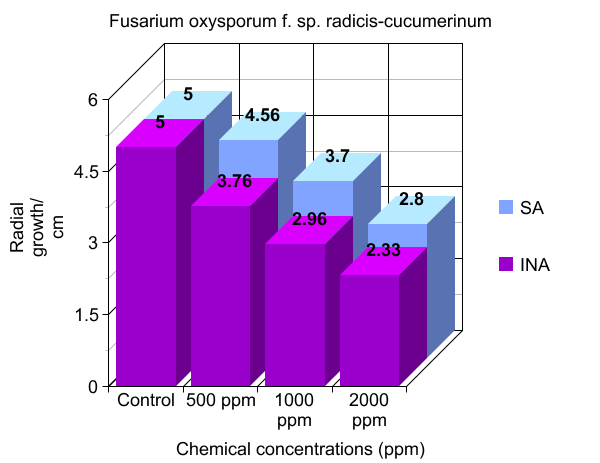 Fusarium oxysporum f. sp. radicis-cucumerinum
6
4.5
3
1.5
0
Radial
growth/
cm
5
4.56
3.7
2.8
5
3.76
2.96
2.33
SA
INA
Control
500 ppm
1000
ppm
2000
ppm
Chemical concentrations (ppm)